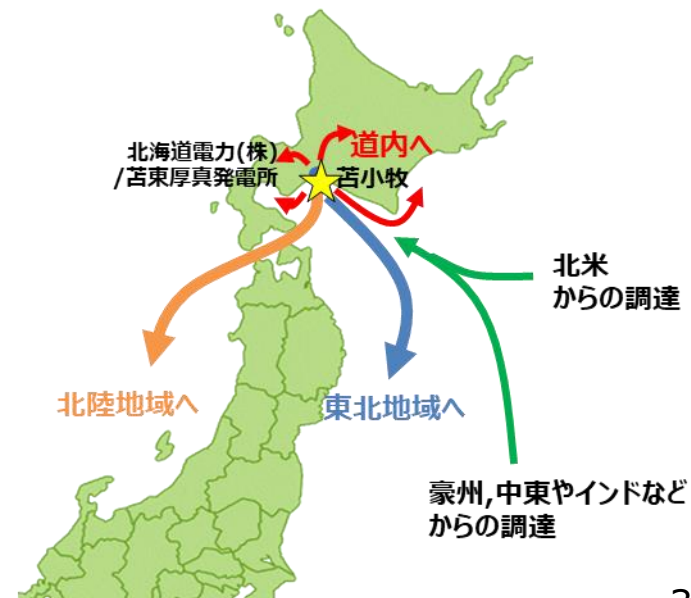 北海道電力(株)
/苫東厚真発電所
道内へ
苫小牧
北米
からの調達
北陸地域へ
東北地域へ
豪州,中東やインドなど
からの調達